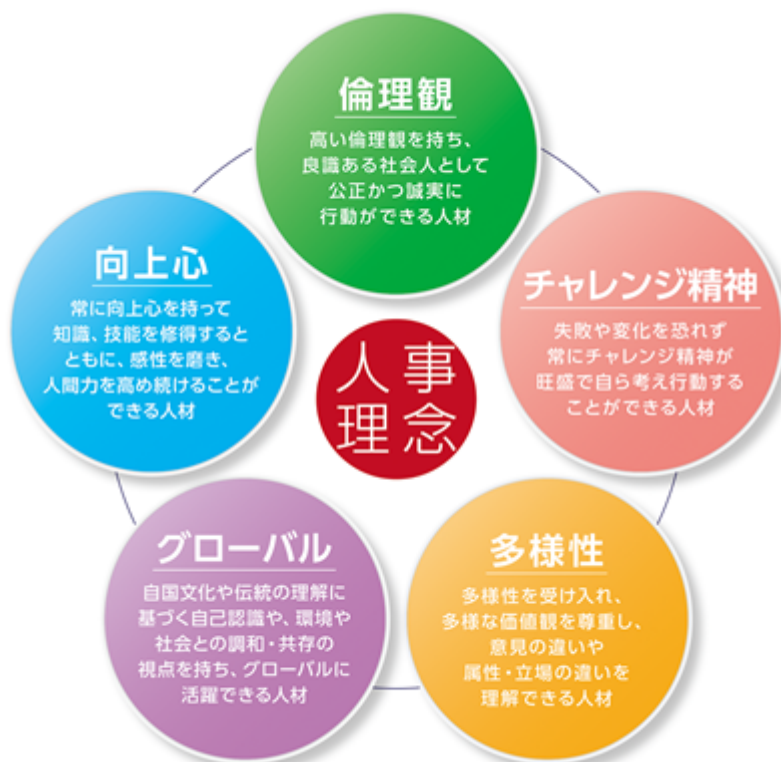 倫理観
高い倫理観を持ち、
良識ある社会人として
公正かつ誠実に
行動ができる人材
向上心
常に向上心を持って
知識、技能を修得すると
ともに、感性を磨き、
人間力を高め続けることが
できる人材
チャレンジ精神
失敗や変化を恐れず
常にチャレンジ精神が
旺盛で自ら考え行動する
ことができる人材
人事
理念
グローバル
自国文化や伝統の理解に
基づく自己認識や、環境や
社会との調和・共存の
視点を持ち、グローバルに
活躍できる人材
多様性
多様性を受け入れ、
多様な価値観を尊重し、
意見の違いや
属性・立場の違いを
理解できる人材